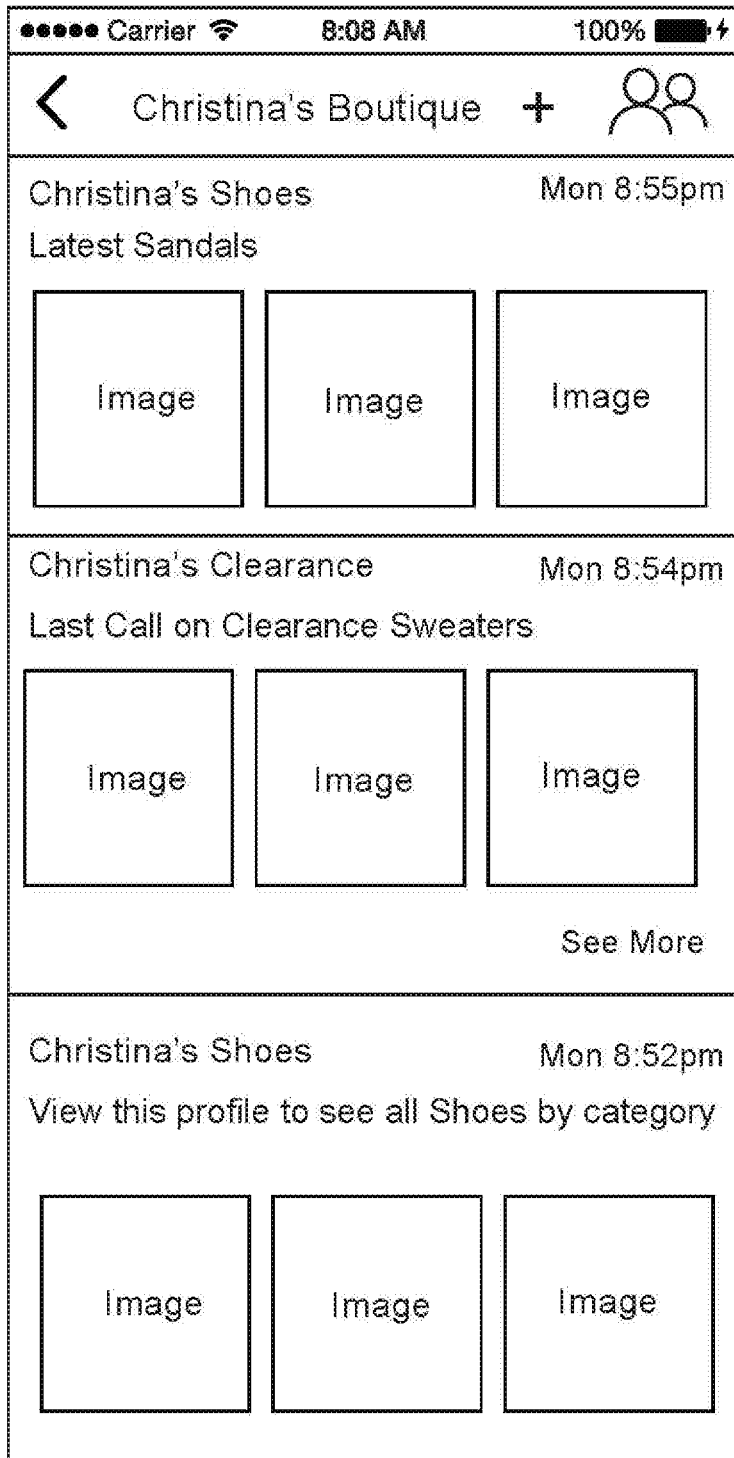 Carrier 8:08 AM 100%
Christina's Boutique +
Christina's Shoes Mon 8:55pm
Latest Sandals
Image Image Image
Christina's Clearance Mon 8:54pm
Last Call on Clearance Sweaters
Image Image Image
See More
Christina's Shoes Mon 8:52pm
View this profile to see all Shoes by category
Image Image Image